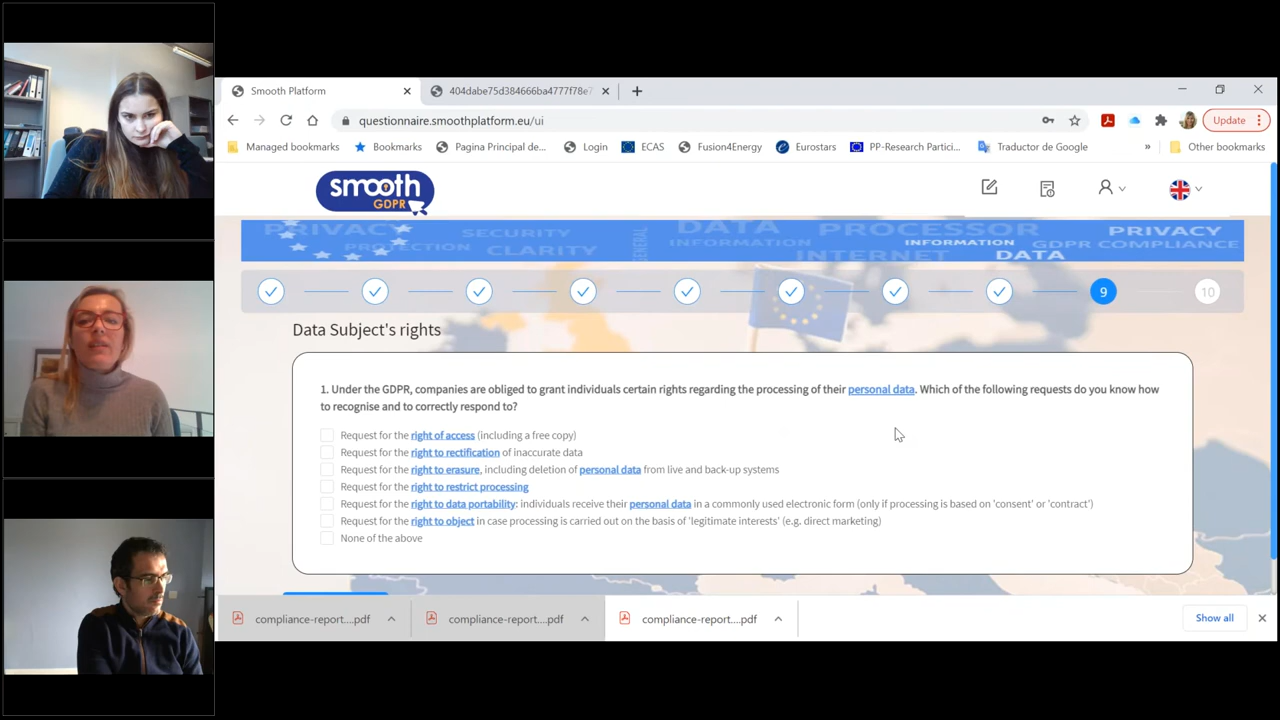 Smooth Platform
404dabe75d384666ba4777f78e7
questionnaire.smoothplatform.eu/ui
Update
Managed bookmarks
Bookmarks
Pagina Principal de...
Login
ECAS
Fusion4Energy
Eurostars
PP-Research Partici...
Traductor de Google
»
Other bookmarks
smooth
GDPR
PRIVACY
PROTECTION
SECURITY
CLARITY
GENERAL
DATA
INFORMATION
PROCESSOR
INFORMATION
INTERNET
DATA
PRIVACY
GDPR COMPLIANCE
9
10
Data Subject's rights
1. Under the GDPR, companies are obliged to grant individuals certain rights regarding the processing of their personal data. Which of the following requests do you know how
to recognise and to correctly respond to?
Request for the right of access (including a free copy)
Request for the right to rectification of inaccurate data
Request for the right to erasure, including deletion of personal data from live and back-up systems
Request for the right to restrict processing
Request for the right to data portability: individuals receive their personal data in a commonly used electronic form (only if processing is based on 'consent' or 'contract')
Request for the right to object in case processing is carried out on the basis of 'legitimate interests' (e.g. direct marketing)
None of the above
compliance-report....pdf
compliance-report....pdf
compliance-report....pdf
Show all